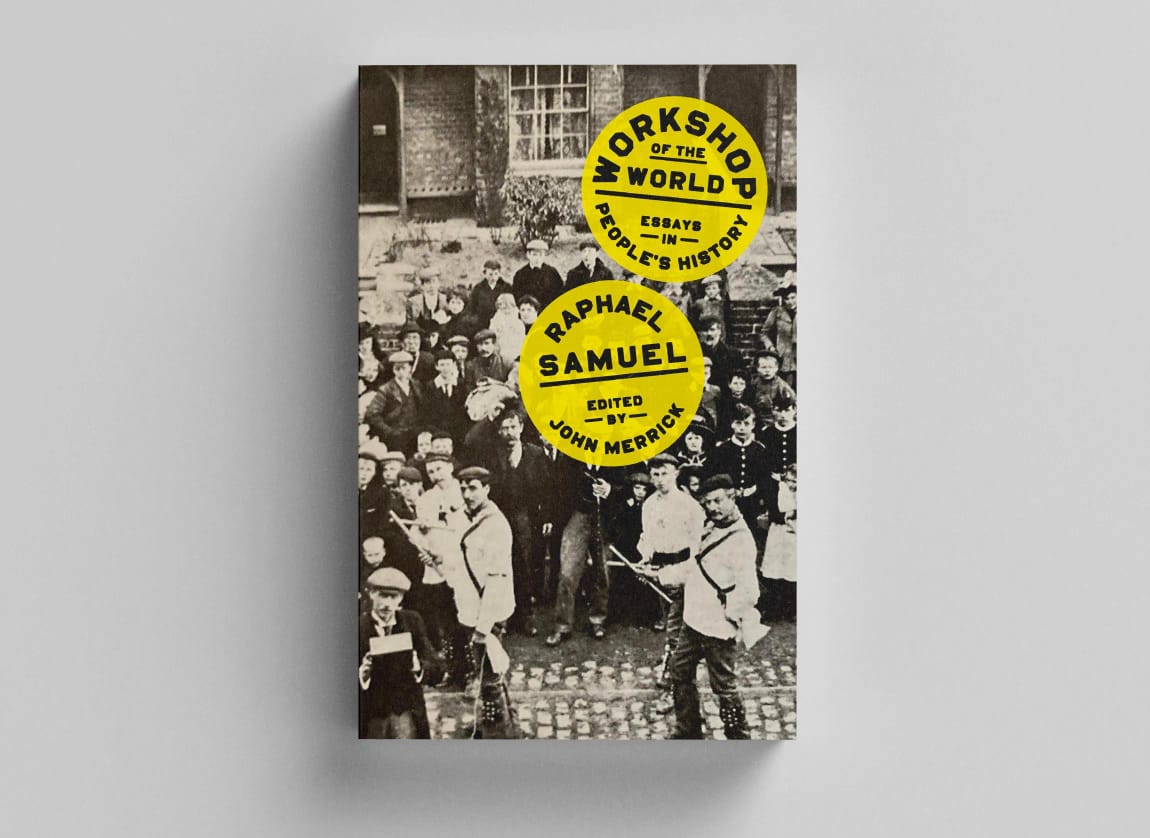 WORKSHOP
OF THE
WORLD
ESSAYS
IN
PEOPLE'S HISTORY
RAPHAEL
SAMUEL
EDITED
BY
JOHN MERRICK